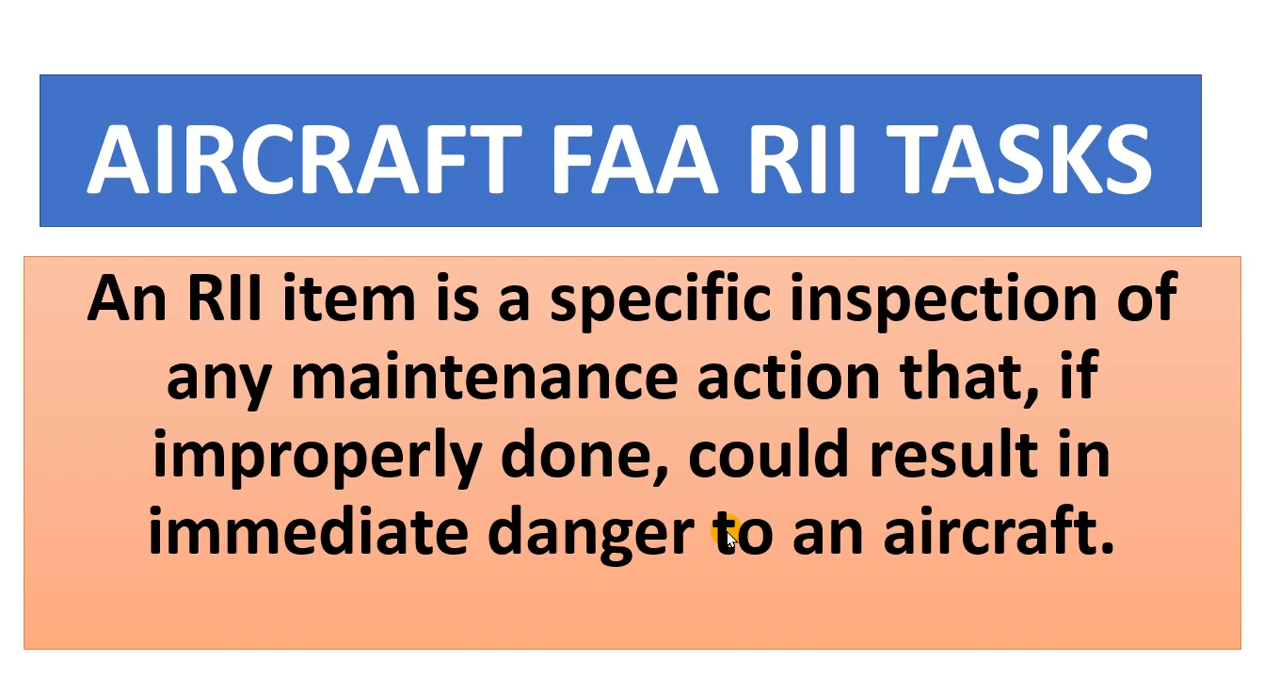 AIRCRAFT FAA RII TASKS
An RII item is a specific inspection of
any maintenance action that, if
improperly done, could result in
immediate danger to an aircraft.